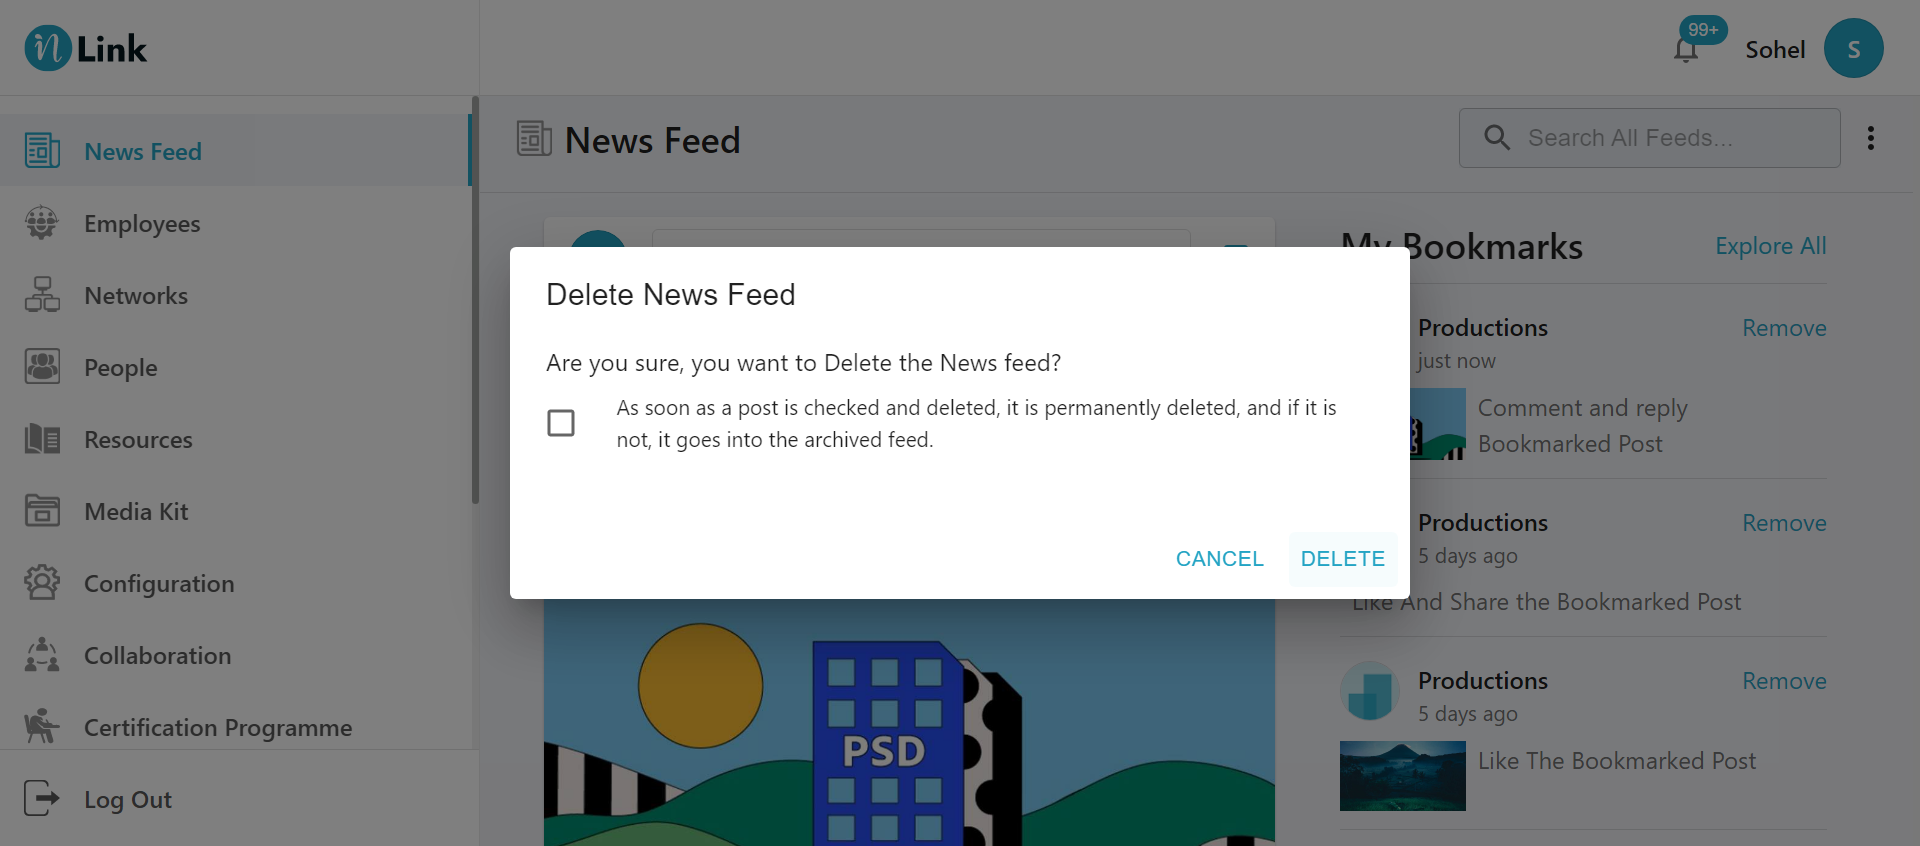 n Link
99+
Sohel
S
News Feed
Employees
Networks
People
Resources
Media Kit
Configuration
Collaboration
Certification Programme
Log Out
News Feed
Search All Feeds...
My Bookmarks
Explore All
Productions
Remove
just now
Comment and reply
Bookmarked Post
Productions
Remove
5 days ago
Like And Share the Bookmarked Post
Productions
Remove
5 days ago
Like The Bookmarked Post
Delete News Feed
Are you sure, you want to Delete the News feed?
As soon as a post is checked and deleted, it is permanently deleted, and if it is
not, it goes into the archived feed.
CANCEL
DELETE
PSD